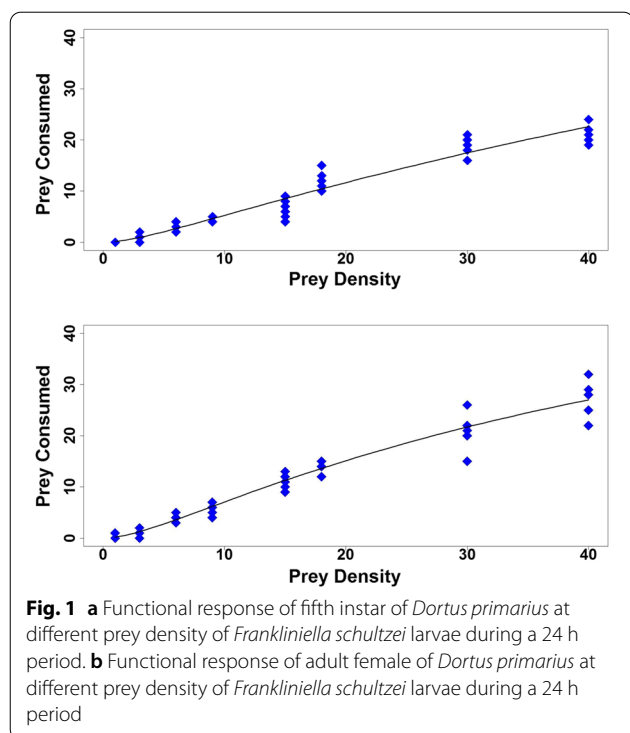 40
30
20
10
0
Prey Consumed
0 10 20 30 40
Prey Density
40
30
20
10
0
Prey Consumed
0 10 20 30 40
Prey Density
Fig. 1 a Functional response of fifth instar of Dortus primarius at
different prey density of Frankliniella schultzei larvae during a 24 h
period. b Functional response of adult female of Dortus primarius at
different prey density of Frankliniella schultzei larvae during a 24 h
period